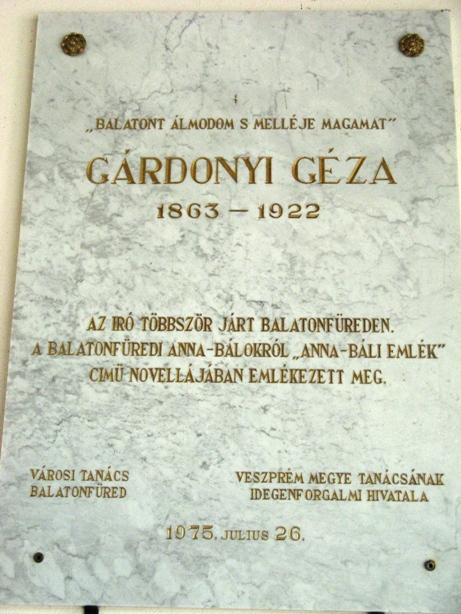 „BALATONT ÁLMODOM S MELLÉJE MAGAMAT”
GÁRDONYI GÉZA
1863 – 1922
AZ IRÓ TÖBBSZÖR JÁRT BALATONFÜREDEN.
A BALATONFÜREDI ANNA-BÁLOKRÓL „ANNA-BÁLI EMLÉK”
CIMÜ NOVELLÁJÁBAN EMLÉKEZETT MEG.
VÁROSI TANÁCS
BALATONFÜRED
VESZPRÉM MEGYE TANÁCSÁNAK
IDEGENFORGALMI HIVATALA
1975. JULIUS 26.